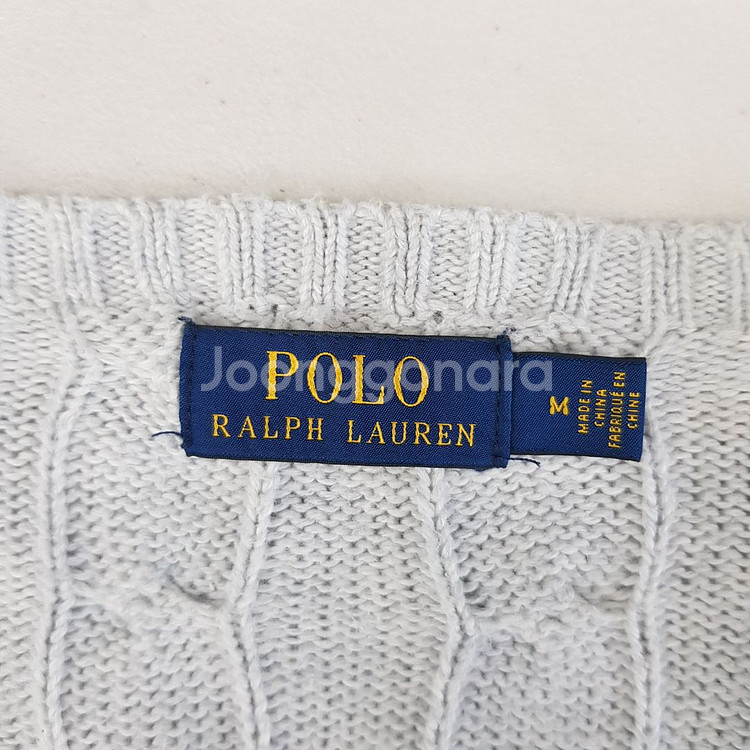 POLO
RALPH LAUREN
M
MADE IN
CHINA
FABRIQUÉ EN
CHINE
Joonggonara